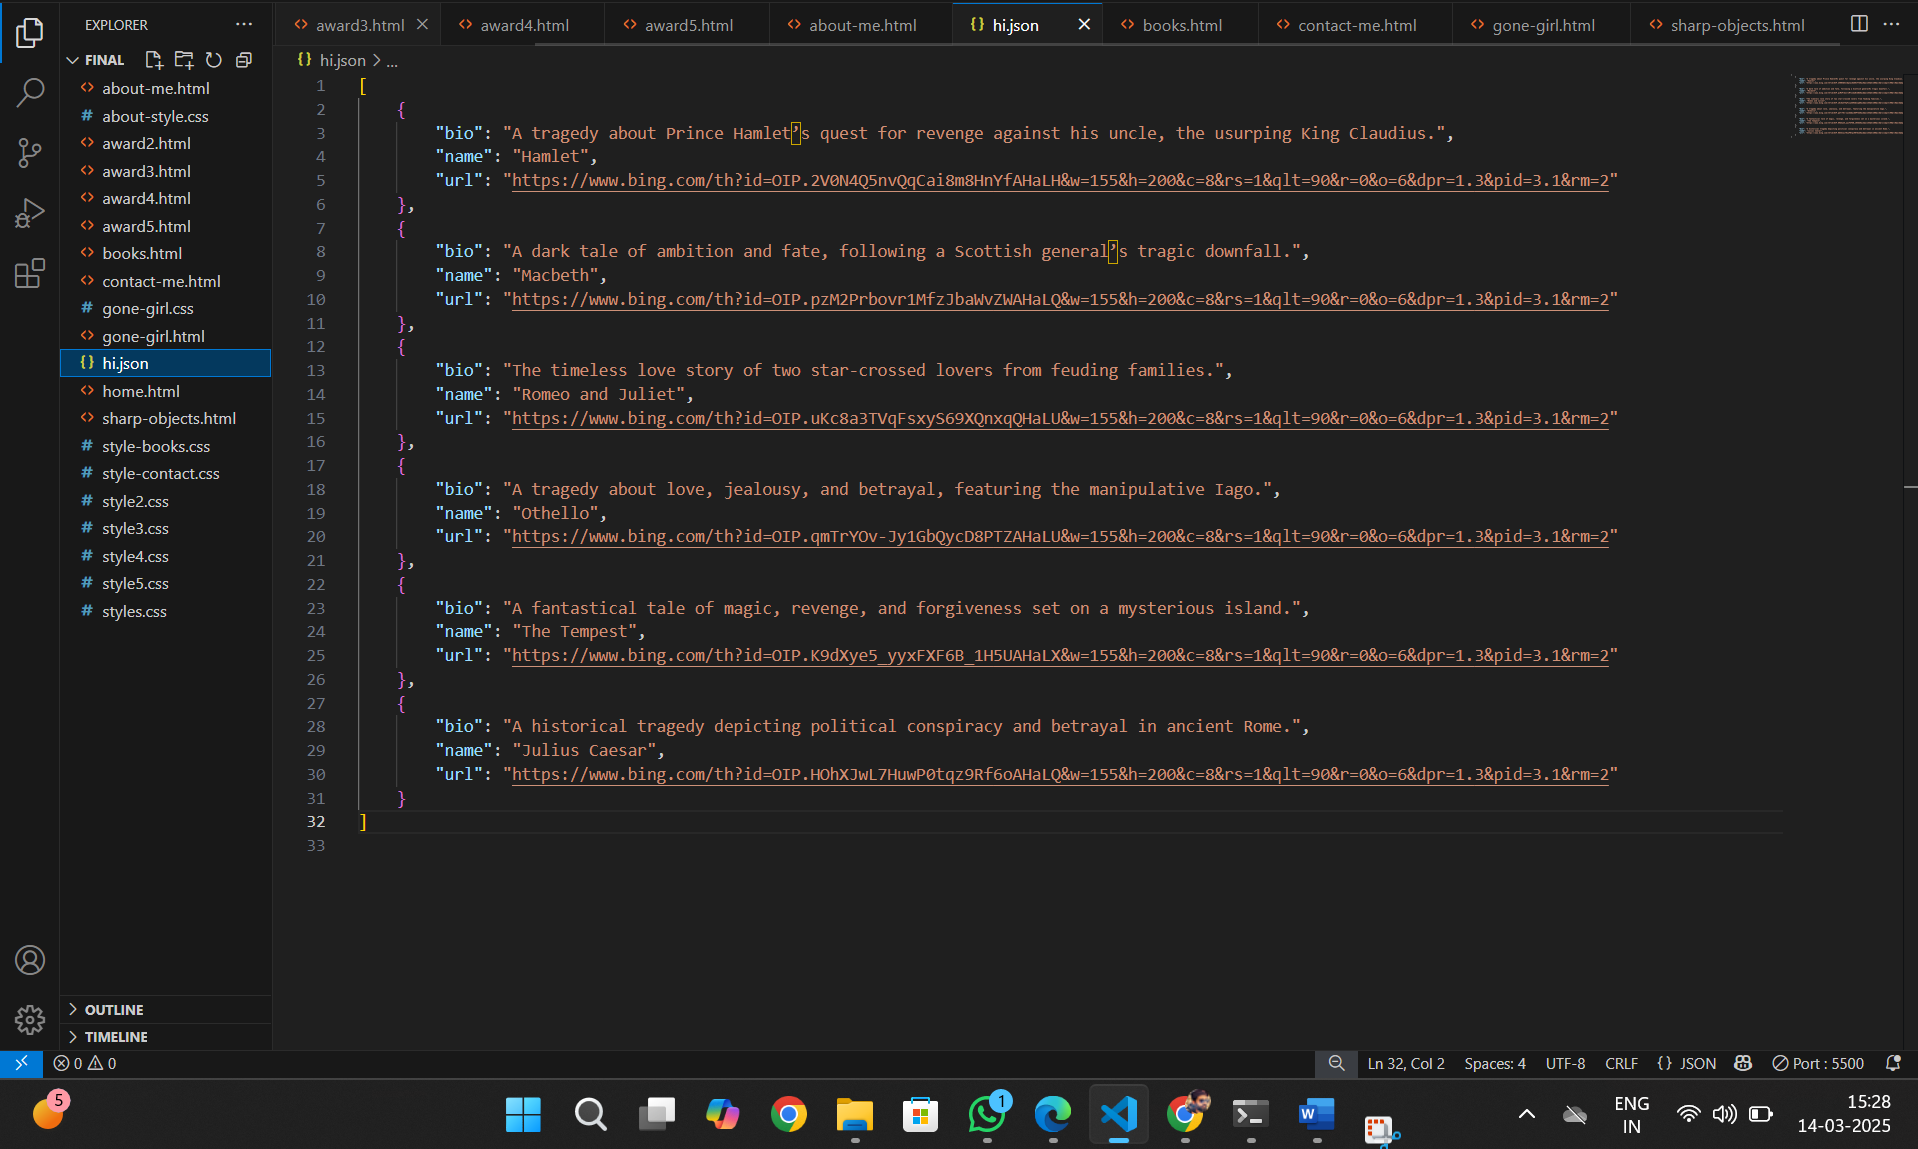 EXPLORER
FINAL
about-me.html
about-style.css
award2.html
award3.html
award4.html
award5.html
books.html
contact-me.html
gone-girl.css
gone-girl.html
hi.json
home.html
sharp-objects.html
style-books.css
style-contact.css
style2.css
style3.css
style4.css
style5.css
styles.css
OUTLINE
TIMELINE
award3.html
award4.html
award5.html
about-me.html
hi.json
books.html
contact-me.html
gone-girl.html
sharp-objects.html
hi.json > ...
1 [
2 {
3 "bio": "A tragedy about Prince Hamlet’s quest for revenge against his uncle, the usurping King Claudius.",
4 "name": "Hamlet",
5 "url": "https://www.bing.com/th?id=OIP.2V0N4Q5nvQqCai8m8HnYfAHaLH&w=155&h=200&c=8&rs=1&qlt=90&r=0&o=6&dpr=1.3&pid=3.1&rm=2"
6 },
7 {
8 "bio": "A dark tale of ambition and fate, following a Scottish general’s tragic downfall.",
9 "name": "Macbeth",
10 "url": "https://www.bing.com/th?id=OIP.pzM2Prbovr1MfzJbaWvZWAHaLQ&w=155&h=200&c=8&rs=1&qlt=90&r=0&o=6&dpr=1.3&pid=3.1&rm=2"
11 },
12 {
13 "bio": "The timeless love story of two star-crossed lovers from feuding families.",
14 "name": "Romeo and Juliet",
15 "url": "https://www.bing.com/th?id=OIP.uKc8a3TVqFsxyS69XQnxqQHaLU&w=155&h=200&c=8&rs=1&qlt=90&r=0&o=6&dpr=1.3&pid=3.1&rm=2"
16 },
17 {
18 "bio": "A tragedy about love, jealousy, and betrayal, featuring the manipulative Iago.",
19 "name": "Othello",
20 "url": "https://www.bing.com/th?id=OIP.qmTrYOv-Jy1GbQycD8PTZAHaLU&w=155&h=200&c=8&rs=1&qlt=90&r=0&o=6&dpr=1.3&pid=3.1&rm=2"
21 },
22 {
23 "bio": "A fantastical tale of magic, revenge, and forgiveness set on a mysterious island.",
24 "name": "The Tempest",
25 "url": "https://www.bing.com/th?id=OIP.K9dXye5_yyxFXF6B_1H5UAHaLX&w=155&h=200&c=8&rs=1&qlt=90&r=0&o=6&dpr=1.3&pid=3.1&rm=2"
26 },
27 {
28 "bio": "A historical tragedy depicting political conspiracy and betrayal in ancient Rome.",
29 "name": "Julius Caesar",
30 "url": "https://www.bing.com/th?id=OIP.HOhXJwL7HuwP0tqz9Rf6oAHaLQ&w=155&h=200&c=8&rs=1&qlt=90&r=0&o=6&dpr=1.3&pid=3.1&rm=2"
31 }
32 ]
33
0 0
Ln 32, Col 2
Spaces: 4
UTF-8
CRLF
{} JSON
Port : 5500
5
1
W
ENG
IN
15:28
14-03-2025